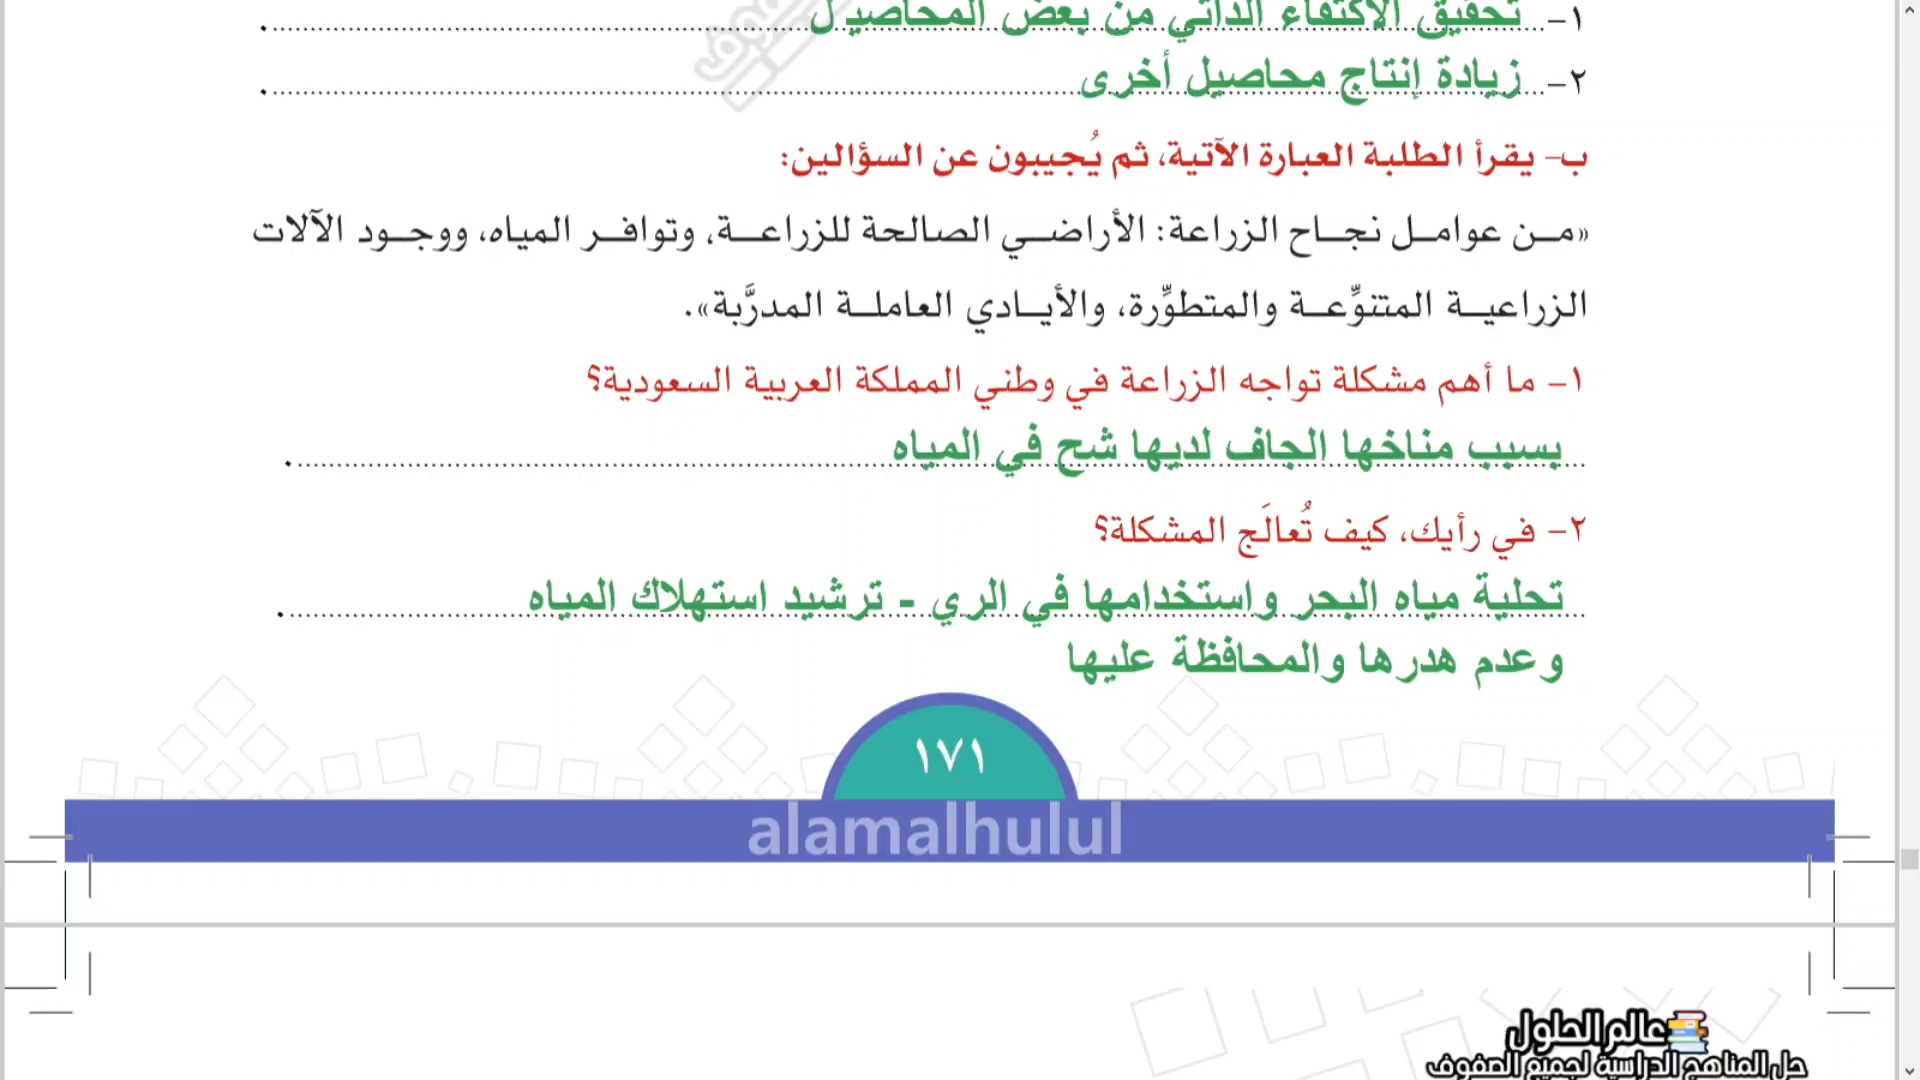 ١- تحقيق الاكتفاء الذاتي من بعض المحاصيل.
٢- زيادة إنتاج محاصيل أخرى.
ب- يقرأ الطلبة العبارة الآتية، ثم يُجيبون عن السؤالين:
«من عوامل نجاح الزراعة: الأراضي الصالحة للزراعة، وتوافر المياه، ووجود الآلات
الزراعية المتنوِّعة والمتطوِّرة، والأيادي العاملة المدرَّبة».
١- ما أهم مشكلة تواجه الزراعة في وطني المملكة العربية السعودية؟
بسبب مناخها الجاف لديها شح في المياه.
٢- في رأيك، كيف تُعالَج المشكلة؟
تحلية مياه البحر واستخدامها في الري - ترشيد استهلاك المياه.
وعدم هدرها والمحافظة عليها
١٧١
alamalhulul
عالم الحلول
حل المناهج الدراسية لجميع الصفوف